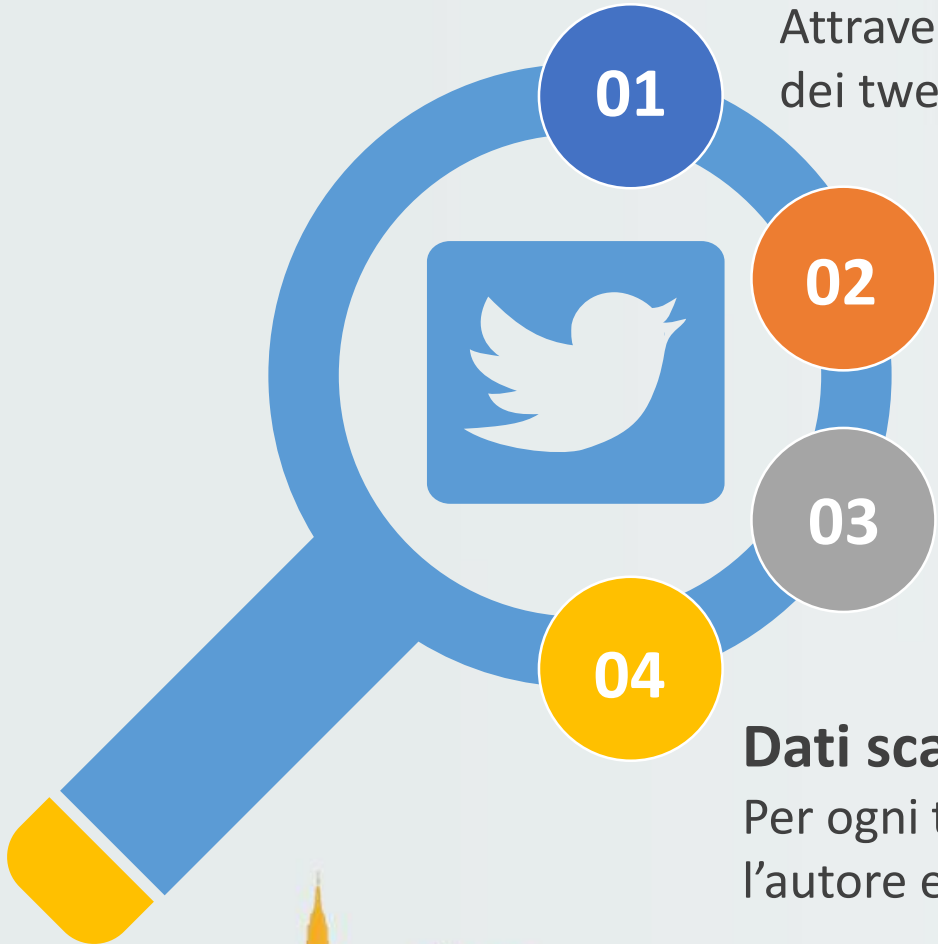 Attrave
dei twe
01
02
03
04
Dati sca
Per ogni t
l’autore e